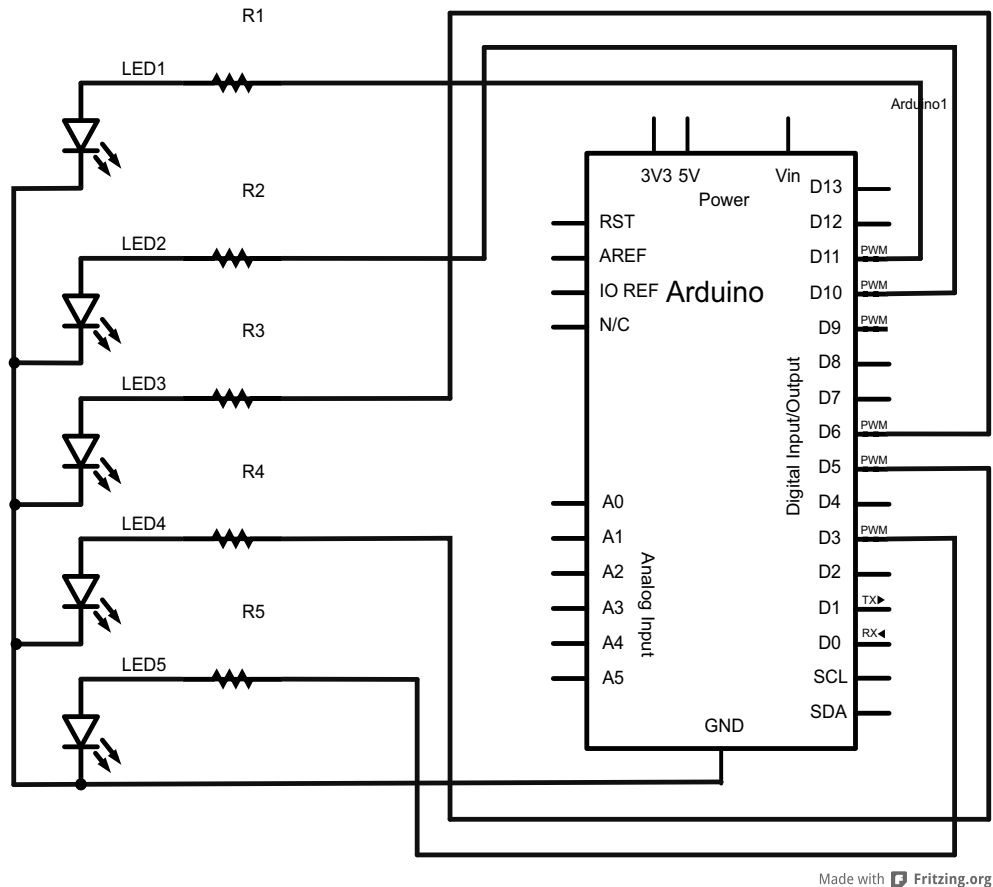 R1
LED1
Arduino1
3V3 5V Vin
Power
D13
RST
D12
AREF
D11 PWM
IO REF
Arduino
D10 PWM
N/C
D9 PWM
D8
D7
D6 PWM
D5 PWM
Digital Input/Output
D4
D3 PWM
D2
D1 TX
D0 RX
SCL
SDA
A0
A1
A2
A3
A4
A5
Analog Input
GND
R2
LED2
R3
LED3
R4
LED4
R5
LED5
Made with Fritzing.org